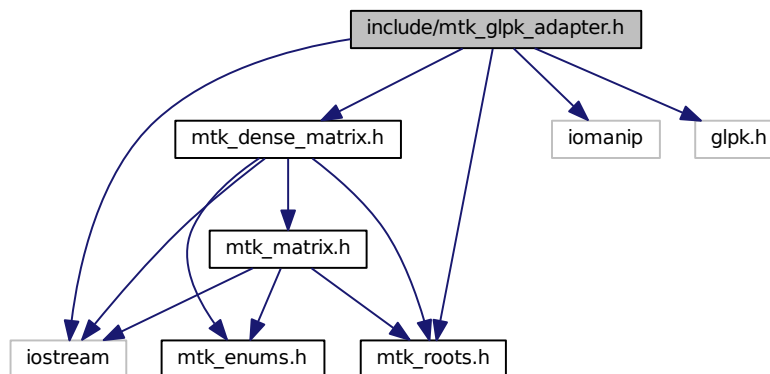 include/mtk_glpk_adapter.h
mtk_dense_matrix.h
iomanip
glpk.h
mtk_matrix.h
iostream
mtk_enums.h
mtk_roots.h